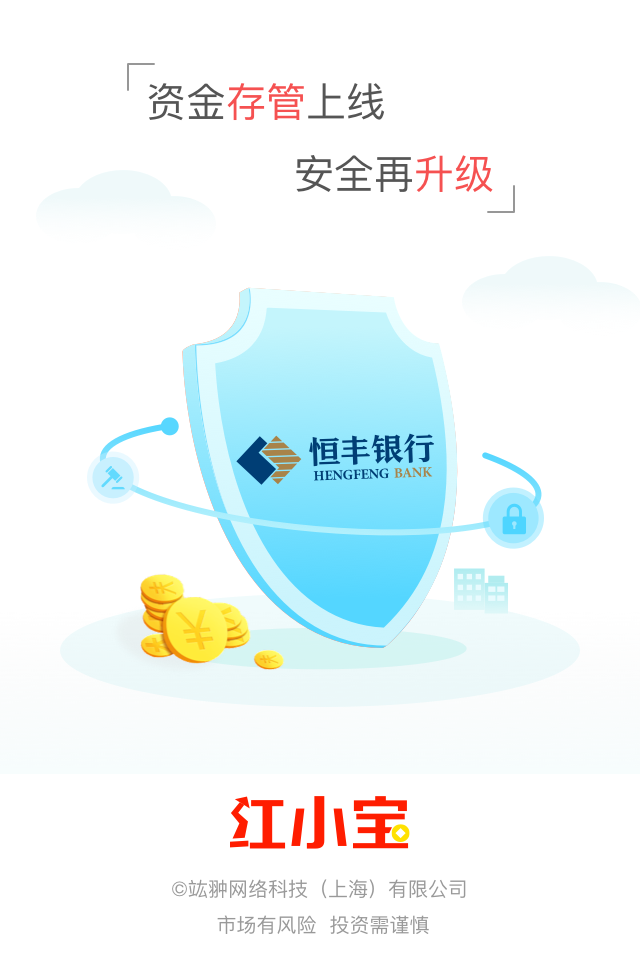 资金存管上线
安全再升级
恒丰银行
HENGFENG BANK
红小宝
©竑翀网络科技（上海）有限公司
市场有风险 投资需谨慎